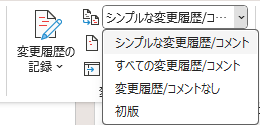 シンプルな変更履歴/コ…
変更履歴の
記録
シンプルな変更履歴/コメント
すべての変更履歴/コメント
変更履歴/コメントなし
初版